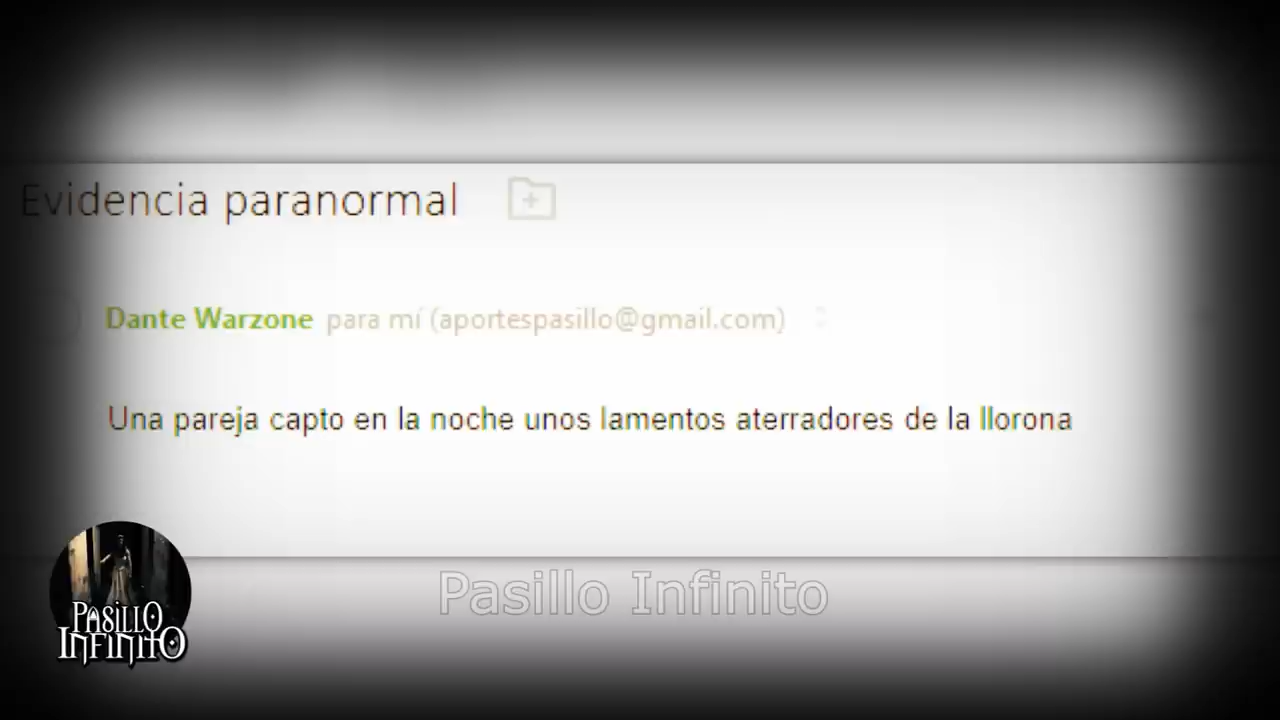 Evidencia paranormal
Dante Warzone para mí (aportespasillo@gmail.com)
Una pareja capto en la noche unos lamentos aterradores de la llorona
Pasillo Infinito
PASILLO
INFINITO